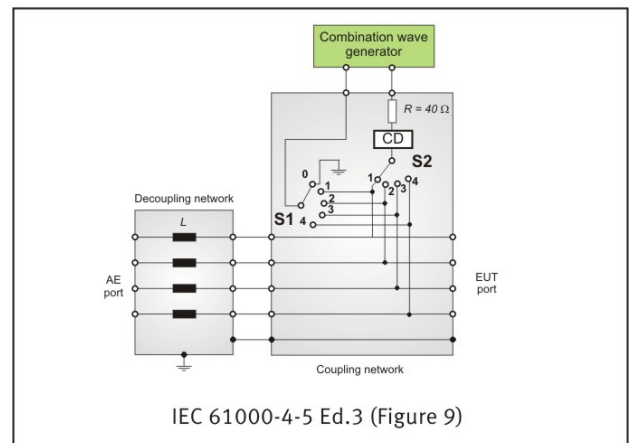 Combination wave
generator
R = 40 Ω
CD
S2
0
1
2
3
4
S1
1
2
3
4
Decoupling network
L
AE
port
EUT
port
Coupling network
IEC 61000-4-5 Ed.3 (Figure 9)